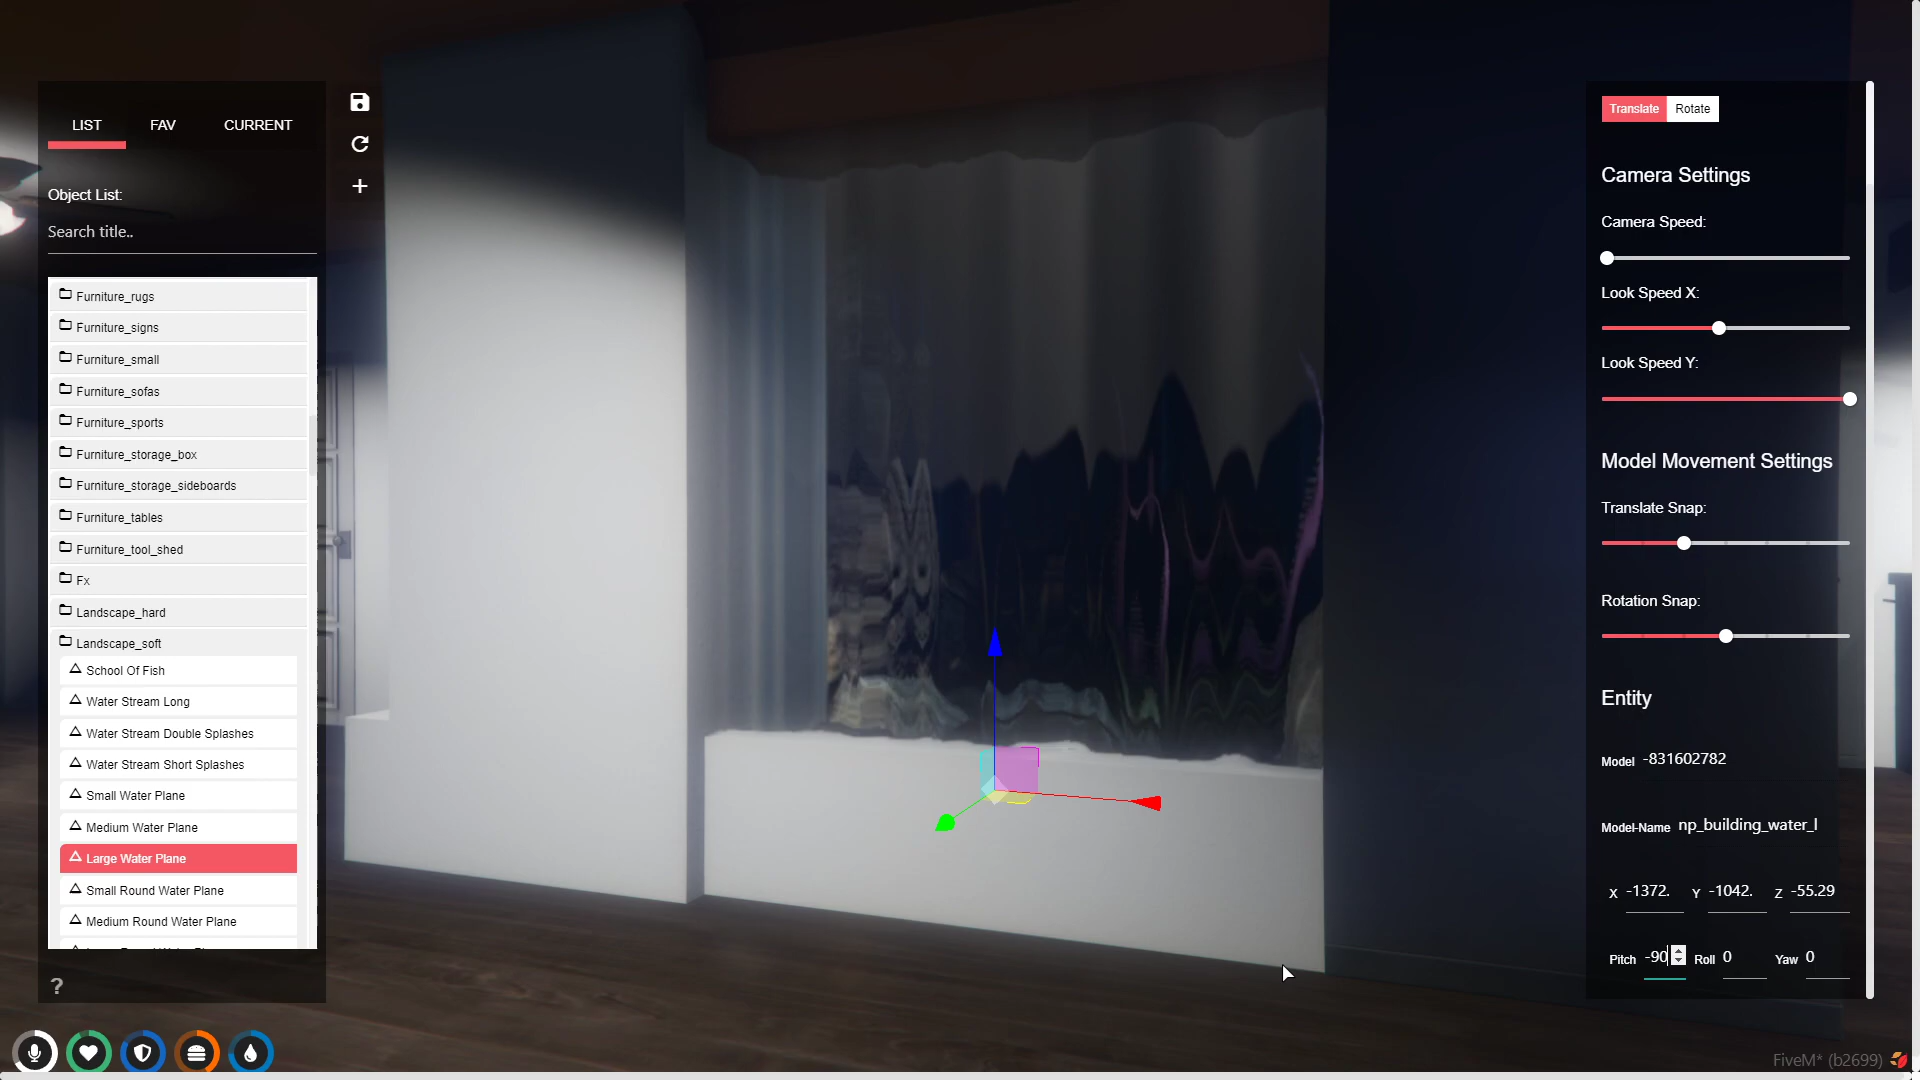 LIST FAV CURRENT
Object List:
Search title..
Furniture_rugs
Furniture_signs
Furniture_small
Furniture_sofas
Furniture_sports
Furniture_storage_box
Furniture_storage_sideboards
Furniture_tables
Furniture_tool_shed
Fx
Landscape_hard
Landscape_soft
School Of Fish
Water Stream Long
Water Stream Double Splashes
Water Stream Short Splashes
Small Water Plane
Medium Water Plane
Large Water Plane
Small Round Water Plane
Medium Round Water Plane
?
Translate Rotate
Camera Settings
Camera Speed:
Look Speed X:
Look Speed Y:
Model Movement Settings
Translate Snap:
Rotation Snap:
Entity
Model -831602782
Model-Name np_building_water_l
X -1372. Y -1042. Z -55.29
Pitch -90 Roll 0 Yaw 0
FiveM* (b2699)